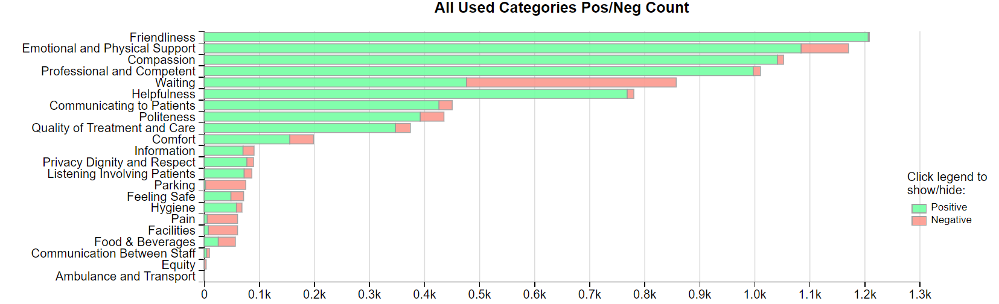 All Used Categories Pos/Neg Count
Friendliness
Emotional and Physical Support
Compassion
Professional and Competent
Waiting
Helpfulness
Communicating to Patients
Politeness
Quality of Treatment and Care
Comfort
Information
Privacy Dignity and Respect
Listening Involving Patients
Parking
Feeling Safe
Hygiene
Pain
Facilities
Food & Beverages
Communication Between Staff
Equity
Ambulance and Transport
0 0.1k 0.2k 0.3k 0.4k 0.5k 0.6k 0.7k 0.8k 0.9k 1.0k 1.1k 1.2k 1.3k
Click legend to
show/hide:
Positive
Negative